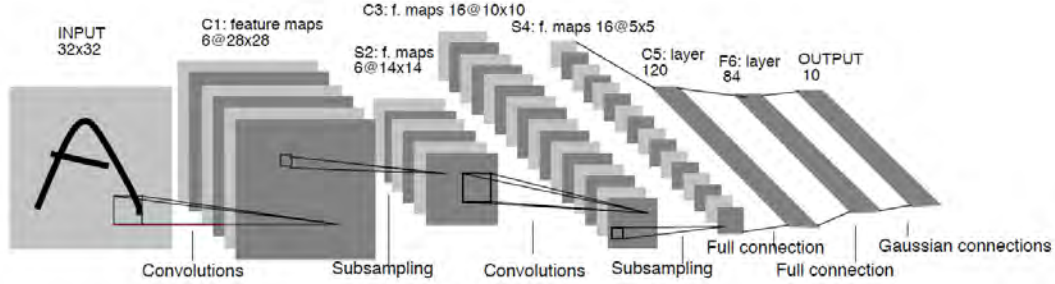 INPUT
32x32
C1: feature maps
6@28x28
S2: f. maps
6@14x14
C3: f. maps 16@10x10
S4: f. maps 16@5x5
C5: layer
120
F6: layer
84
OUTPUT
10
Convolutions
Subsampling
Convolutions
Subsampling
Full connection
Full connection
Gaussian connections